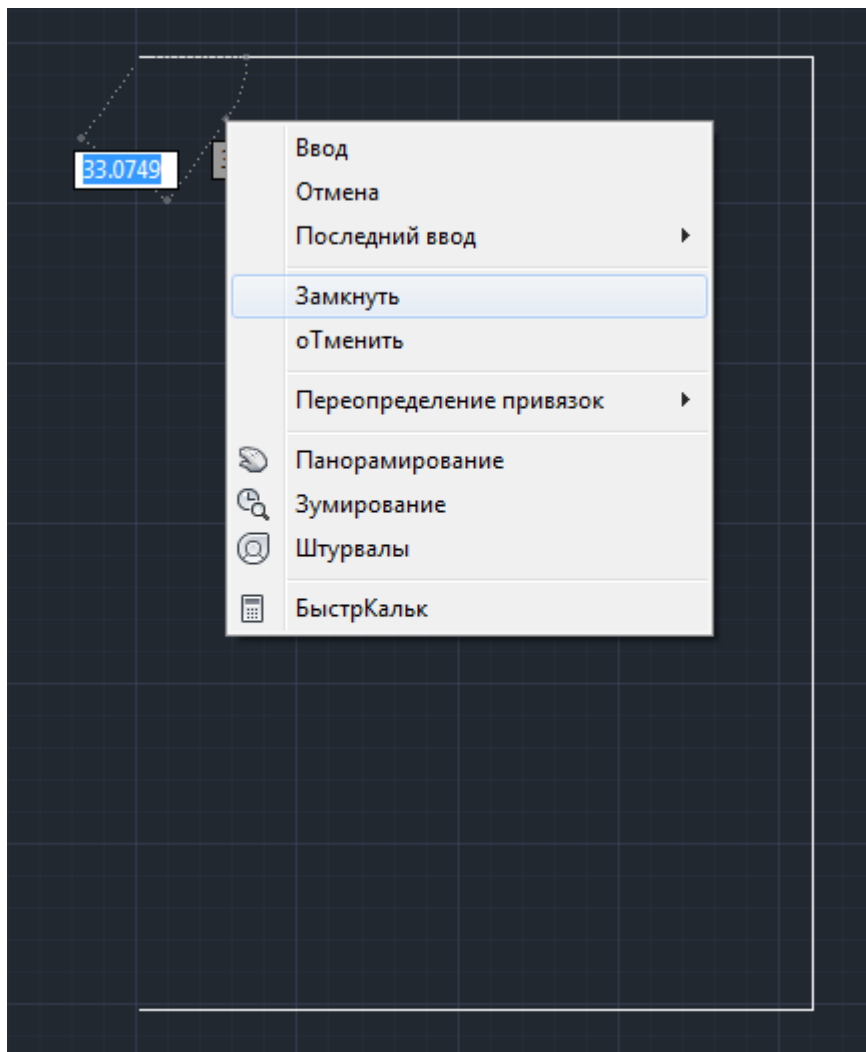 Ввод
33.0749
Отмена
Последний ввод
Замкнуть
оТменить
Переопределение привязок
Панорамирование
Зумирование
Штурвалы
БыстрКальк